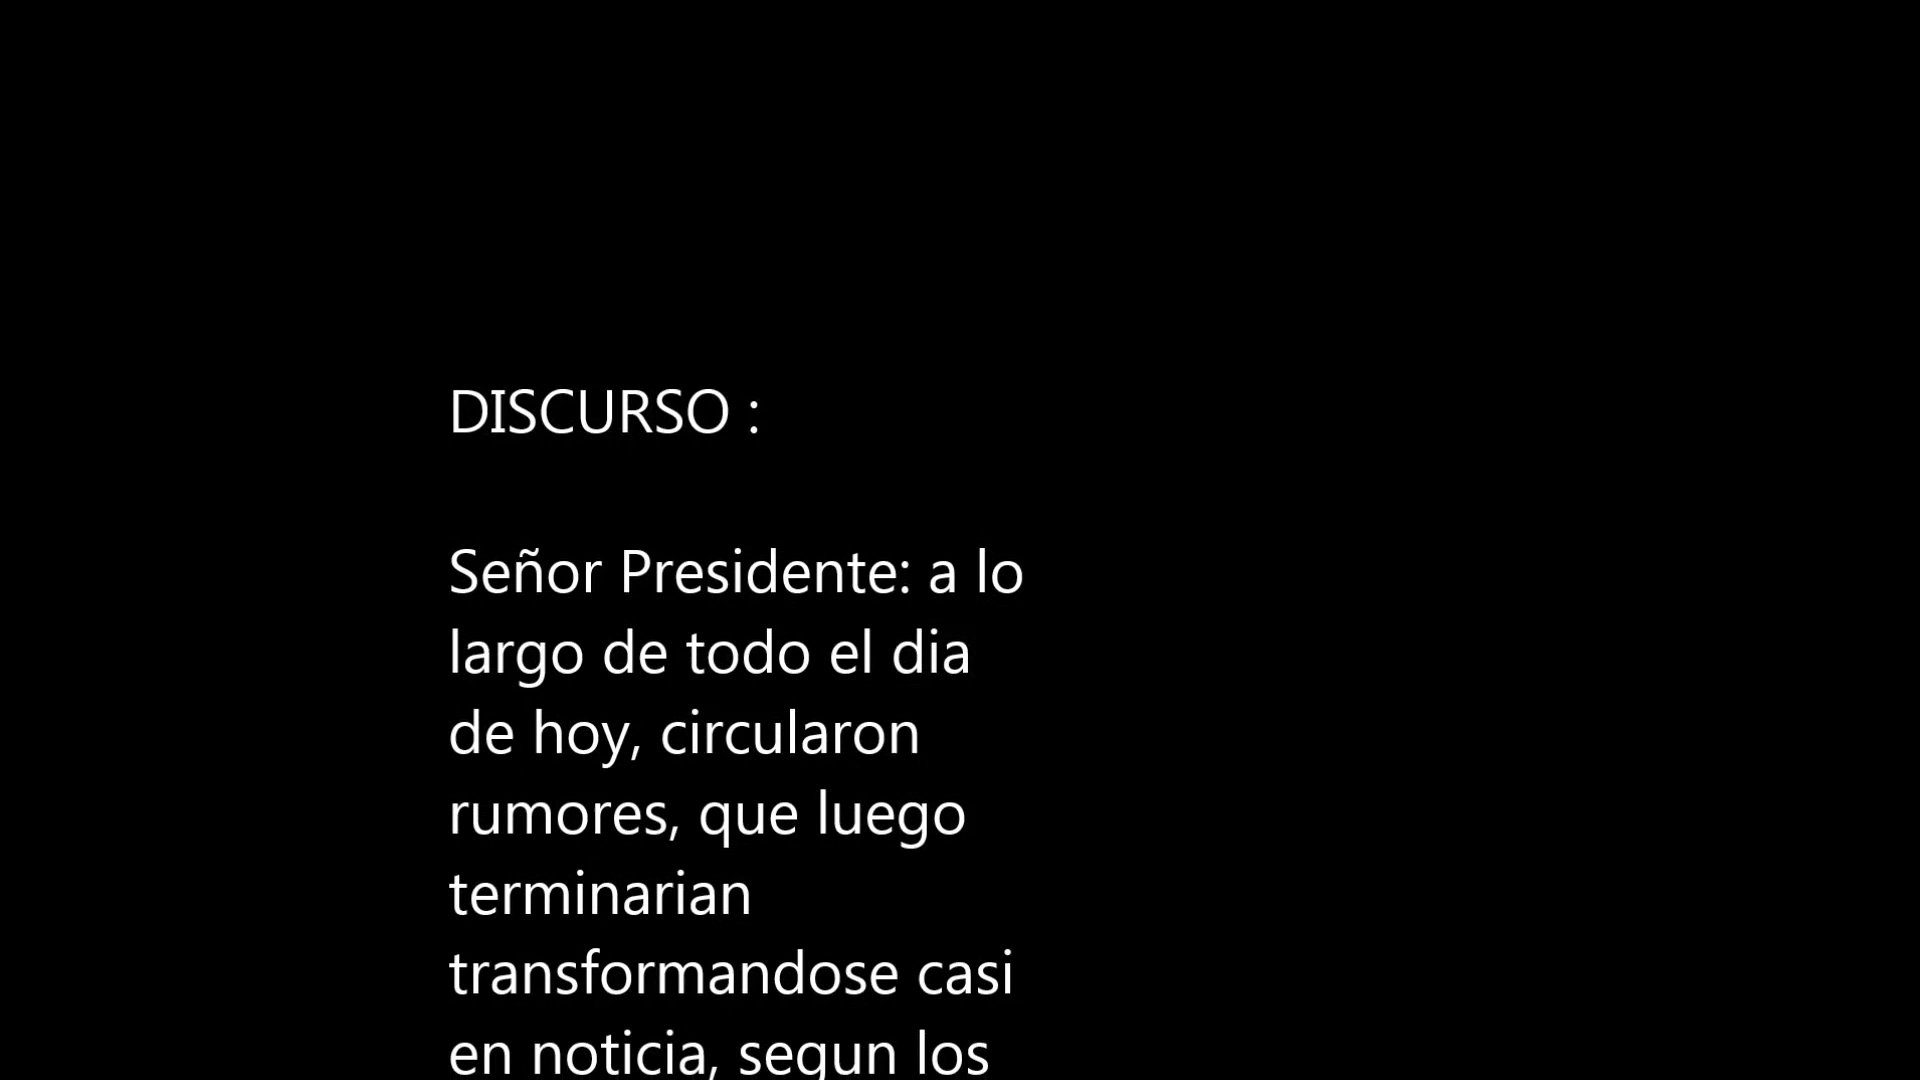 DISCURSO :
Señor Presidente: a lo
largo de todo el dia
de hoy, circularon
rumores, que luego
terminarian
transformandose casi
en noticia, segun los